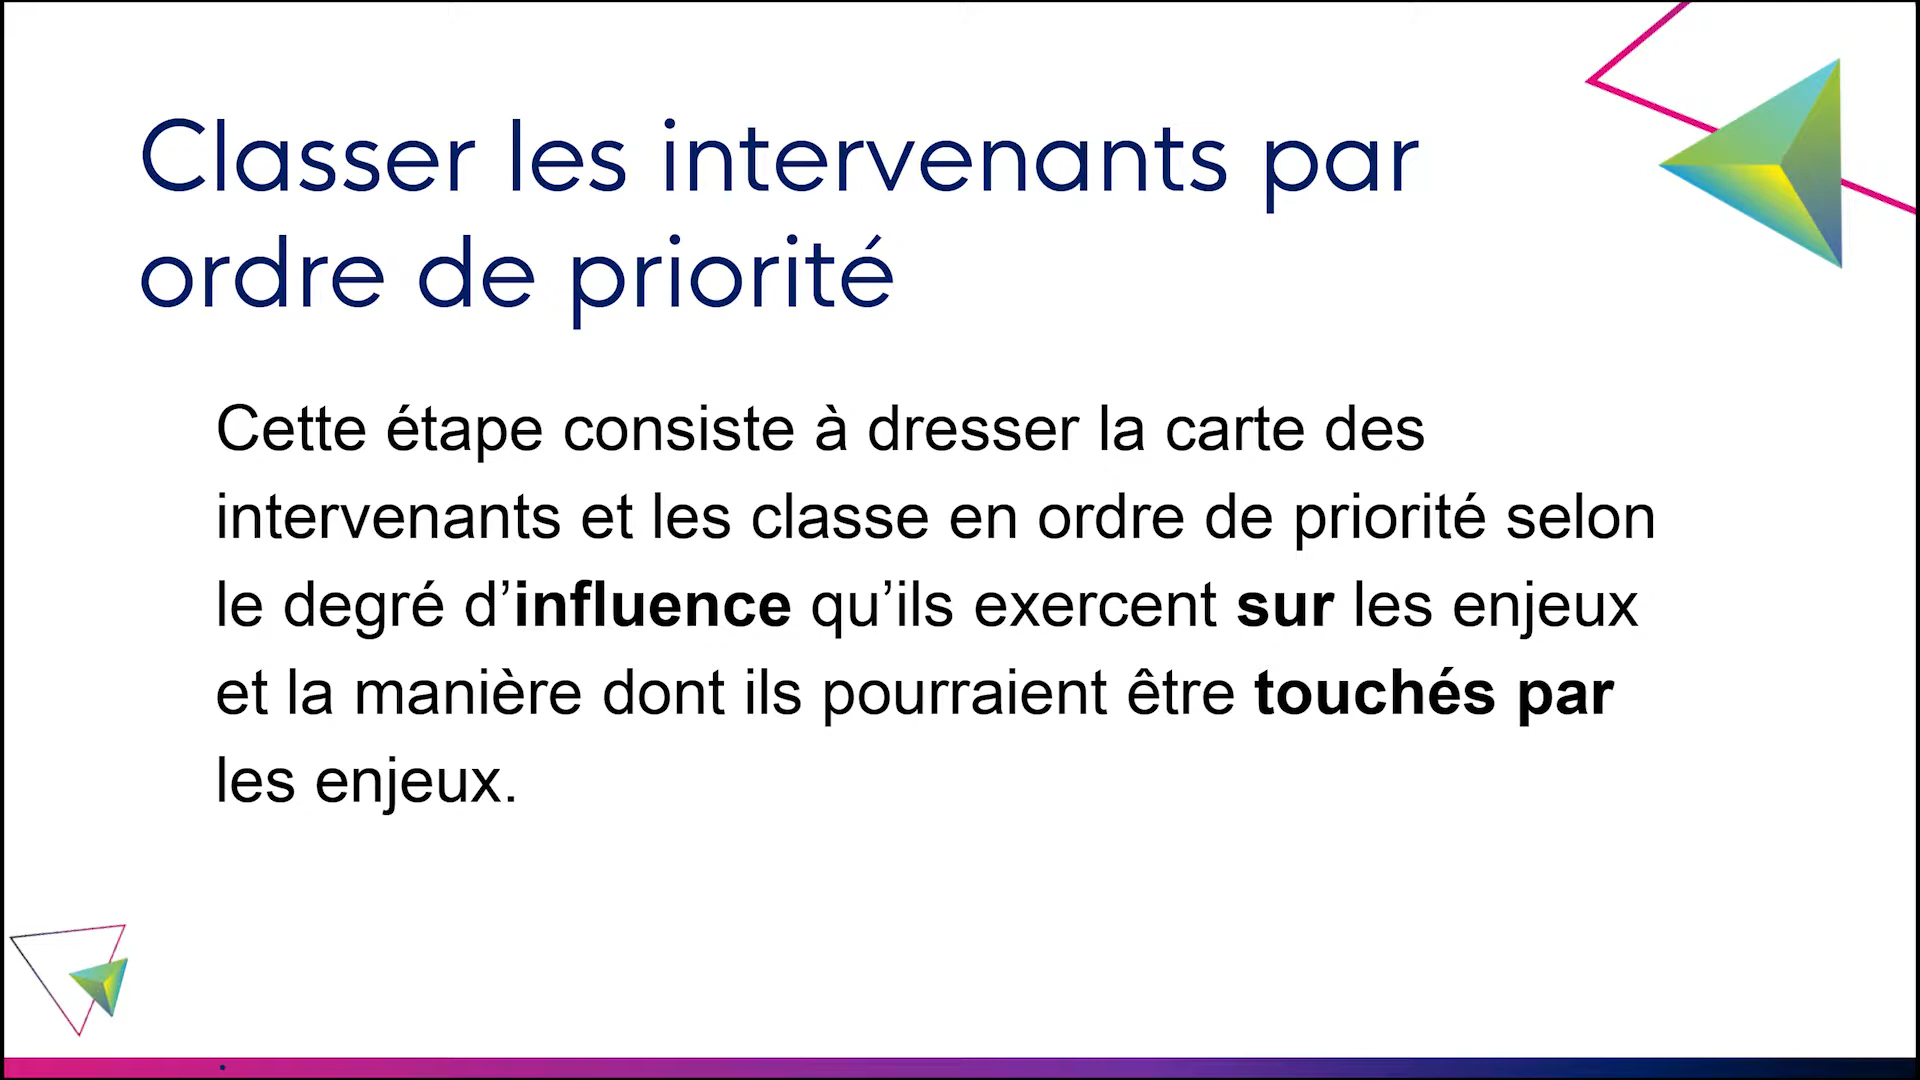 Classer les intervenants par
ordre de priorité
Cette étape consiste à dresser la carte des
intervenants et les classe en ordre de priorité selon
le degré d’influence qu’ils exercent sur les enjeux
et la manière dont ils pourraient être touchés par
les enjeux.